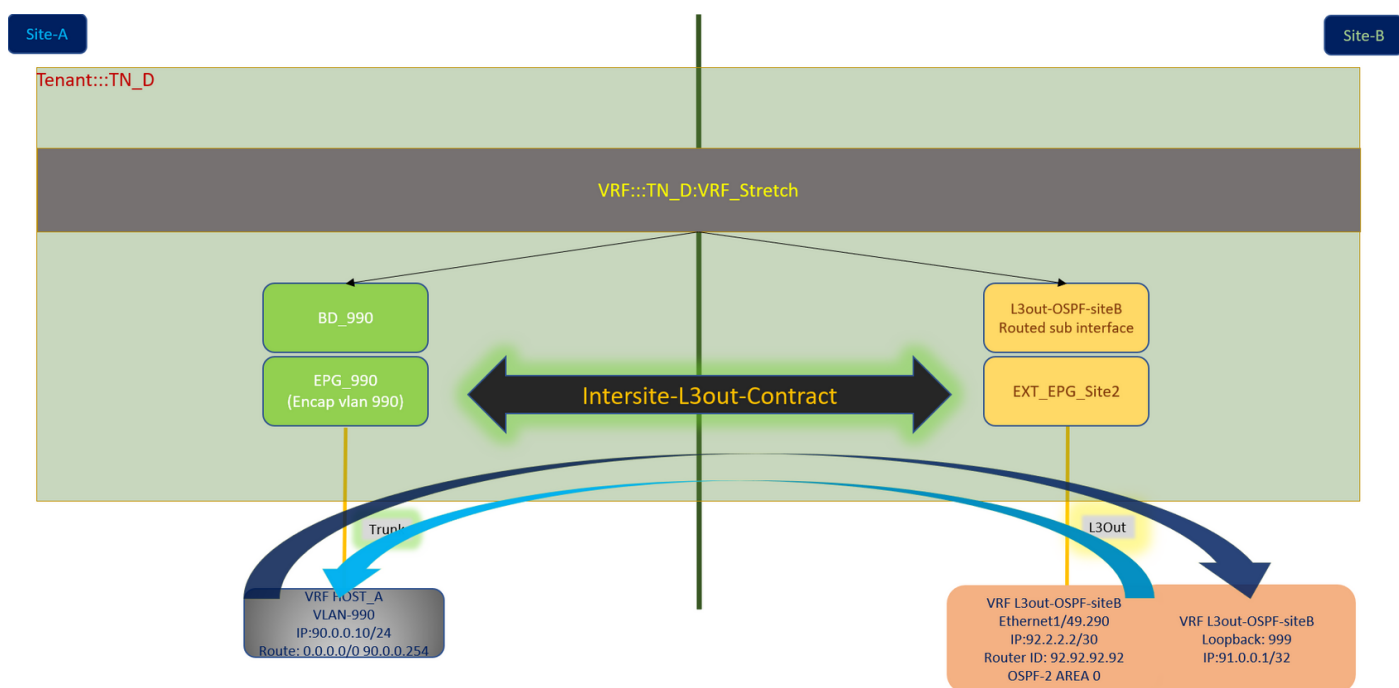 Site-A
Site-B
Tenant:::TN_D
VRF:::TN_D:VRF_Stretch
BD_990
L3out-OSPF-siteB
Routed sub interface
EPG_990
(Encap vlan 990)
Intersite-L3out-Contract
EXT_EPG_Site2
Trunk
L3Out
VRF HOST_A
VLAN-990
IP:90.0.0.10/24
Route: 0.0.0.0/0 90.0.0.254
VRF L3out-OSPF-siteB
Ethernet1/49.290
IP:92.2.2.2/30
Router ID: 92.92.92.92
OSPF-2 AREA 0
VRF L3out-OSPF-siteB
Loopback: 999
IP:91.0.0.1/32